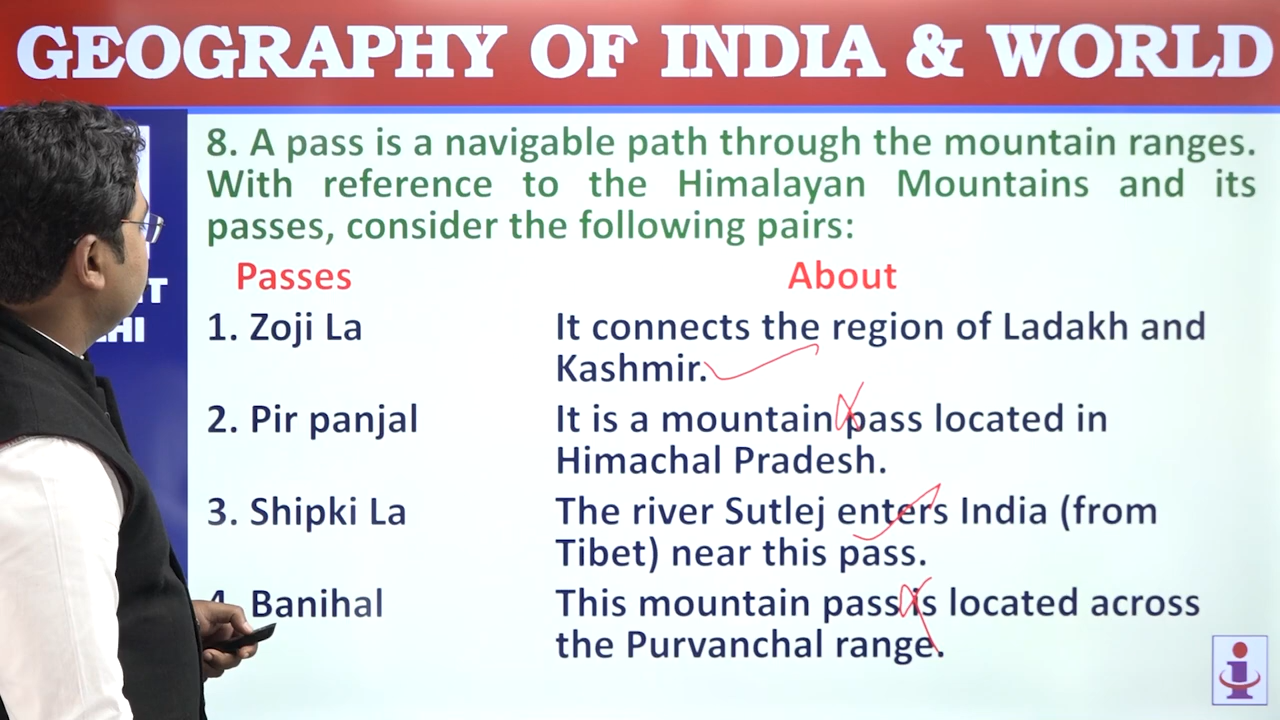 GEOGRAPHY OF INDIA & WORLD
8. A pass is a navigable path through the mountain ranges.
With reference to the Himalayan Mountains and its
passes, consider the following pairs:
Passes About
1. Zoji La It connects the region of Ladakh and
Kashmir.
2. Pir panjal It is a mountain pass located in
Himachal Pradesh.
3. Shipki La The river Sutlej enters India (from
Tibet) near this pass.
4. Banihal This mountain pass is located across
the Purvanchal range.